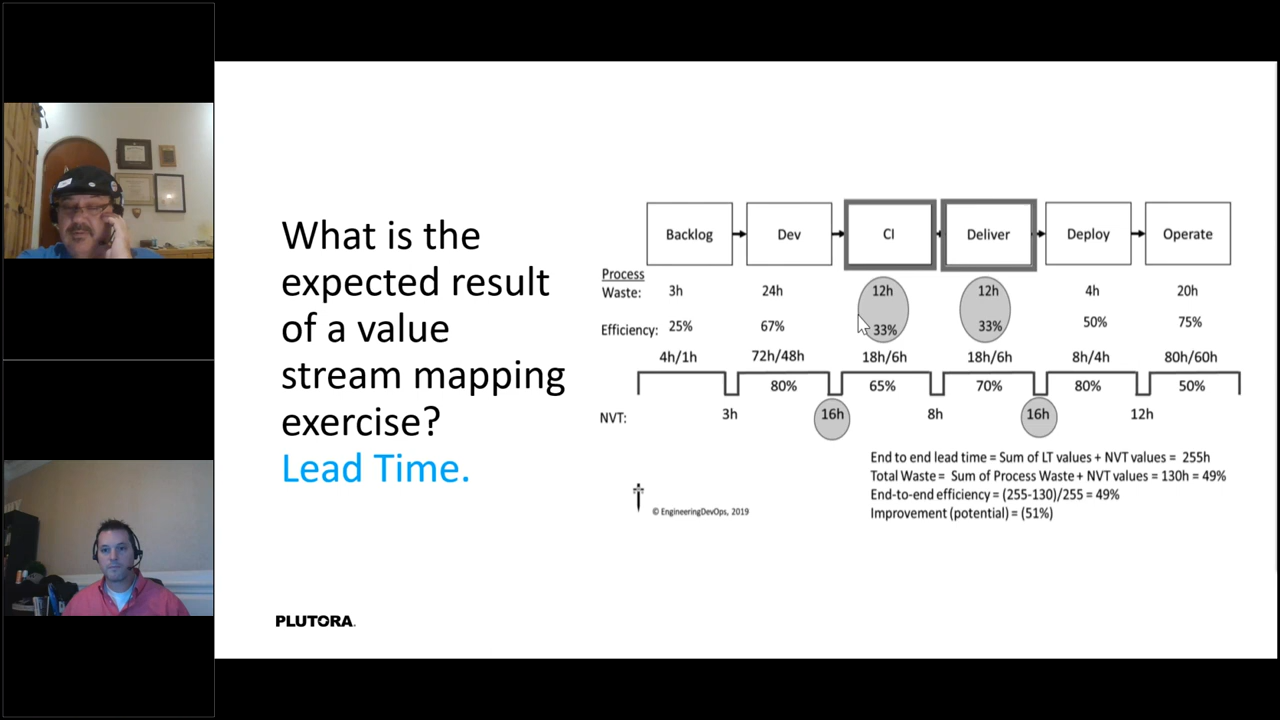 What is the
expected result
of a value
stream mapping
exercise?
Lead Time.
Backlog Dev CI Deliver Deploy Operate
Process
Waste: 3h 24h 12h 12h 4h 20h
Efficiency: 25% 67% 33% 33% 50% 75%
4h/1h 72h/48h 18h/6h 18h/6h 8h/4h 80h/60h
80% 65% 70% 80% 50%
NVT: 3h 16h 8h 16h 12h
End to end lead time = Sum of LT values + NVT values = 255h
Total Waste= Sum of Process Waste+ NVT values = 130h = 49%
End-to-end efficiency = (255-130)/255 = 49%
Improvement (potential) = (51%)
© EngineeringDevOps, 2019
PLUTORA.